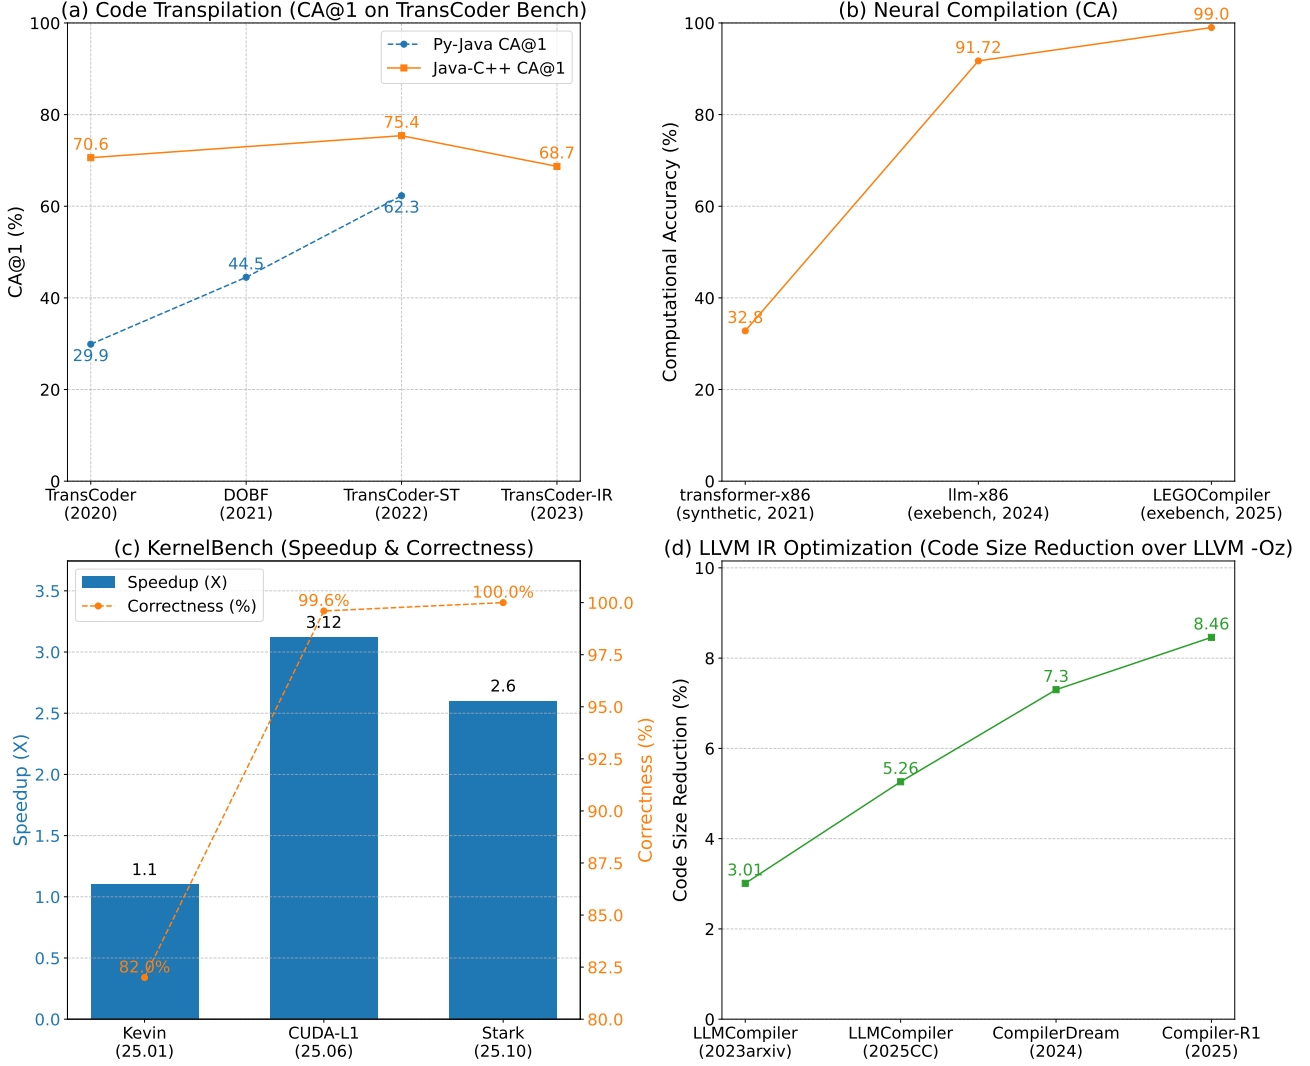 (a) Code Transpilation (CA@1 on TransCoder Bench)
CA@1 (%)
100
80
60
40
20
0
Py-Java CA@1
Java-C++ CA@1
70.6
75.4
68.7
29.9
44.5
62.3
TransCoder
(2020)
DOBF
(2021)
TransCoder-ST
(2022)
TransCoder-IR
(2023)
(b) Neural Compilation (CA)
Computational Accuracy (%)
100
80
60
40
20
0
32.8
91.72
99.0
transformer-x86
(synthetic, 2021)
llm-x86
(exebench, 2024)
LEGOCompiler
(exebench, 2025)
(c) KernelBench (Speedup & Correctness)
Speedup (X)
3.5
3.0
2.5
2.0
1.5
1.0
0.5
0.0
Speedup (X)
Correctness (%)
1.1
3.12
2.6
82.0%
99.6%
100.0%
100.0
97.5
95.0
92.5
90.0
87.5
85.0
82.5
80.0
Correctness (%)
Kevin
(25.01)
CUDA-L1
(25.06)
Stark
(25.10)
(d) LLVM IR Optimization (Code Size Reduction over LLVM -Oz)
Code Size Reduction (%)
10
8
6
4
2
0
3.01
5.26
7.3
8.46
LLMCompiler
(2023arxiv)
LLMCompiler
(2025CC)
CompilerDream
(2024)
Compiler-R1
(2025)